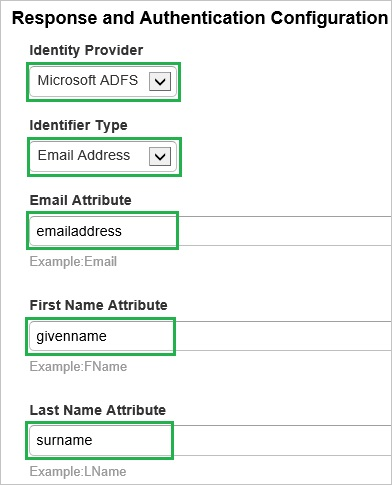 Response and Authentication Configuration
Identity Provider
Microsoft ADFS
Identifier Type
Email Address
Email Attribute
emailaddress
Example:Email
First Name Attribute
givenname
Example:FName
Last Name Attribute
surname
Example:LName